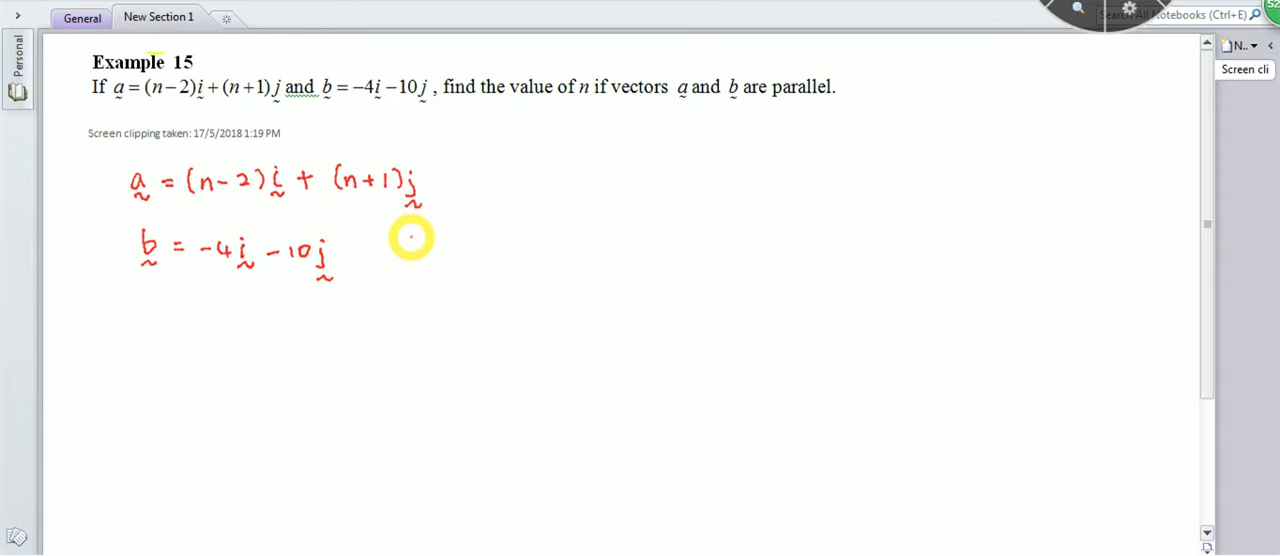 General New Section 1 Search All Notebooks (Ctrl+E) 52
Personal
N..
Screen cli
Example 15
If a = (n−2)i + (n+1)j and b = −4i −10j , find the value of n if vectors a and b are parallel.
Screen clipping taken: 17/5/2018 1:19 PM
a = (n-2)i + (n+1)j
b = -4i -10j